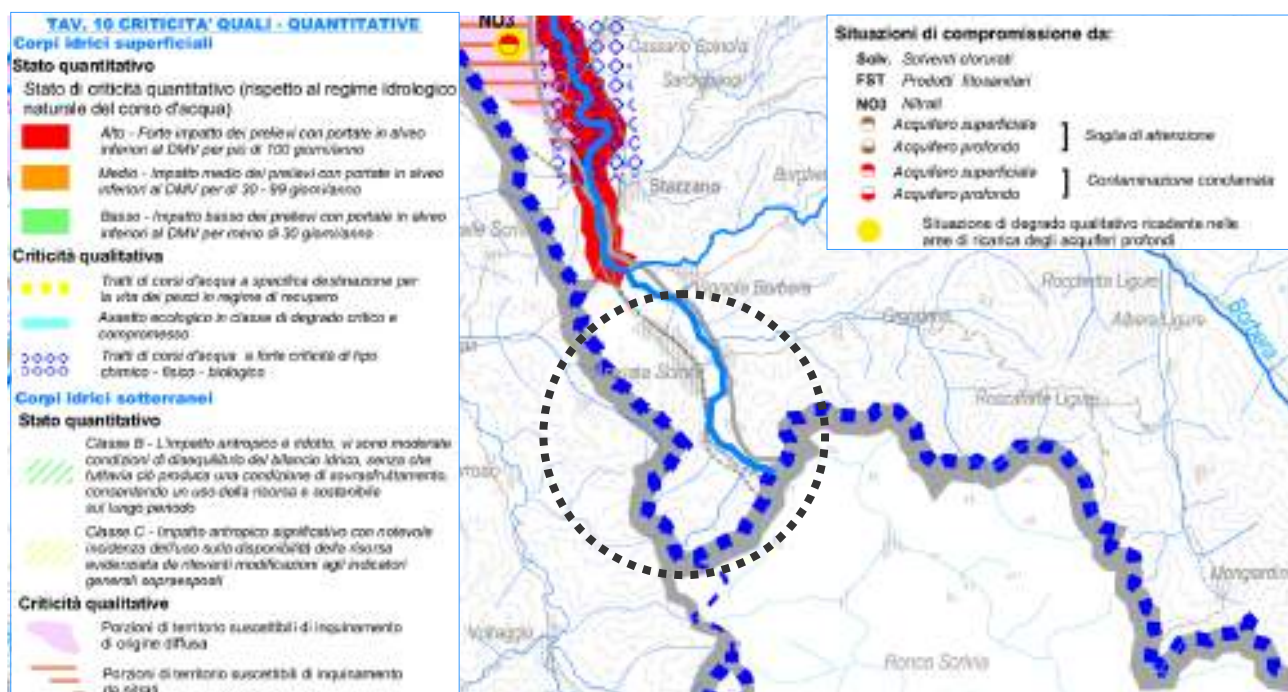 TAV. 10 CRITICITA' QUALI - QUANTITATIVE
Corpi idrici superficiali
Stato quantitativo
Stato di criticità quantitativo (rispetto al regime idrologico
naturale del corso d'acqua)
Alto - Forte impatto dei prelievi con portate in alveo
inferiori al DMV per più di 100 giorni/anno
Medio - Impatto medio dei prelievi con portate in alveo
inferiori al DMV per di 30 - 99 giorni/anno
Basso - Impatto basso dei prelievi con portate in alveo
inferiori al DMV per meno di 30 giorni/anno
Criticità qualitativa
Tratti di corsi d'acqua a specifica destinazione per
la vita dei pesci in regime di recupero
Assetto ecologico in classe di degrado critico e
compromesso
Tratti di corsi d'acqua a forte criticità di tipo
chimico - fisico - biologico
Corpi idrici sotterranei
Stato quantitativo
Classe B - L'impatto antropico è ridotto, vi sono moderate
condizioni di disequilibrio del bilancio idrico, senza che
tuttavia ciò produca una condizione di sovrasfruttamento,
consentendo un uso della risorsa e sostenibile
sul lungo periodo
Classe C - Impatto antropico significativo con notevole
incidenza dell'uso sulla disponibilità della risorsa
evidenziata da rilevanti modificazioni agli indicatori
generali sopraesposti
Criticità qualitative
Porzioni di territorio suscettibili di inquinamento
di origine diffusa
Porzioni di territorio suscettibili di inquinamento
da nitrati
NO3
Cassano Spinola
Sardigliano
Stazzano
Vignole Borbera
Grondona
Roccaforte Ligure
Rocchetta Ligure
Albera Ligure
Borbera
Mongiardino
Voltaggio
Ronco Scrivia
Situazioni di compromissione da:
Solv. Solventi clorurati
FST Prodotti fitosanitari
NO3 Nitrati
Acquifero superficiale
Acquifero profondo
] Soglia di attenzione
Acquifero superficiale
Acquifero profondo
] Contaminazione conclamata
Situazione di degrado qualitativo ricadente nelle
aree di ricarica degli acquiferi profondi